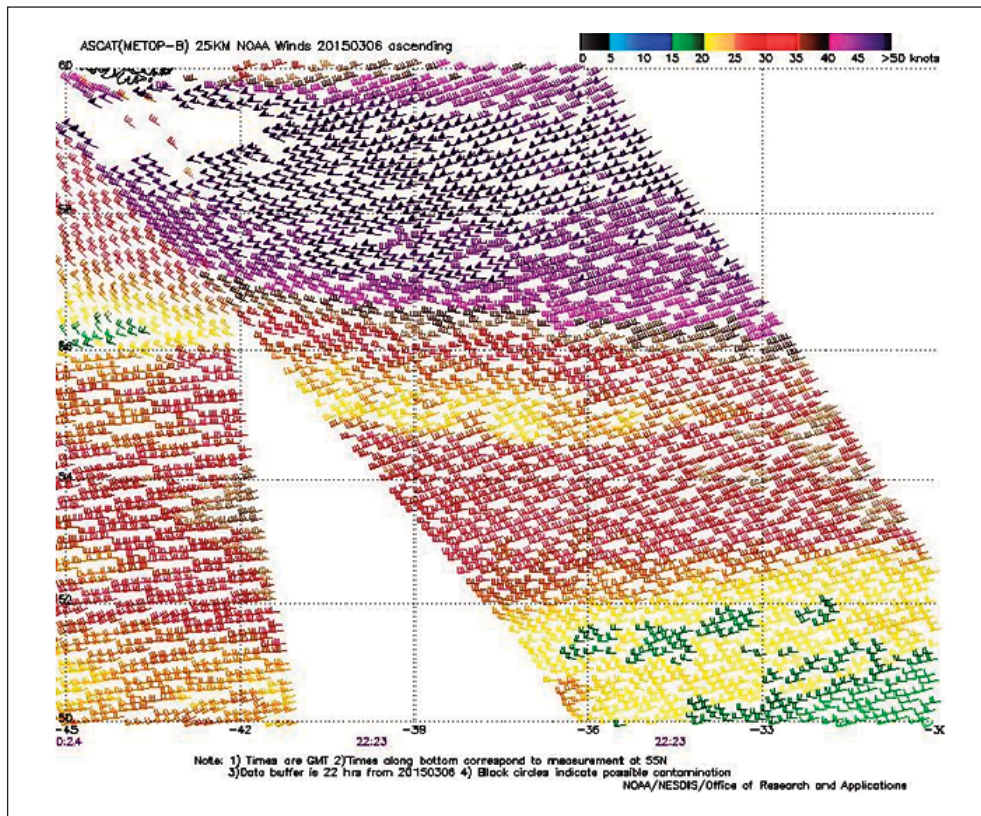 ASCAT(METOP-B) 25KM NOAA Winds 20150306 ascending
0 5 10 15 20 25 30 35 40 45 >50 knots
60
58
56
54
52
50
-45 -42 -39 -36 -33 -30
0:24 22:23 22:23
Note: 1) Times are GMT 2)Times along bottom correspond to measurement at 55N
3)Data buffer is 22 hrs from 20150306 4) Black circles indicate possible contamination
NOAA/NESDIS/Office of Research and Applications